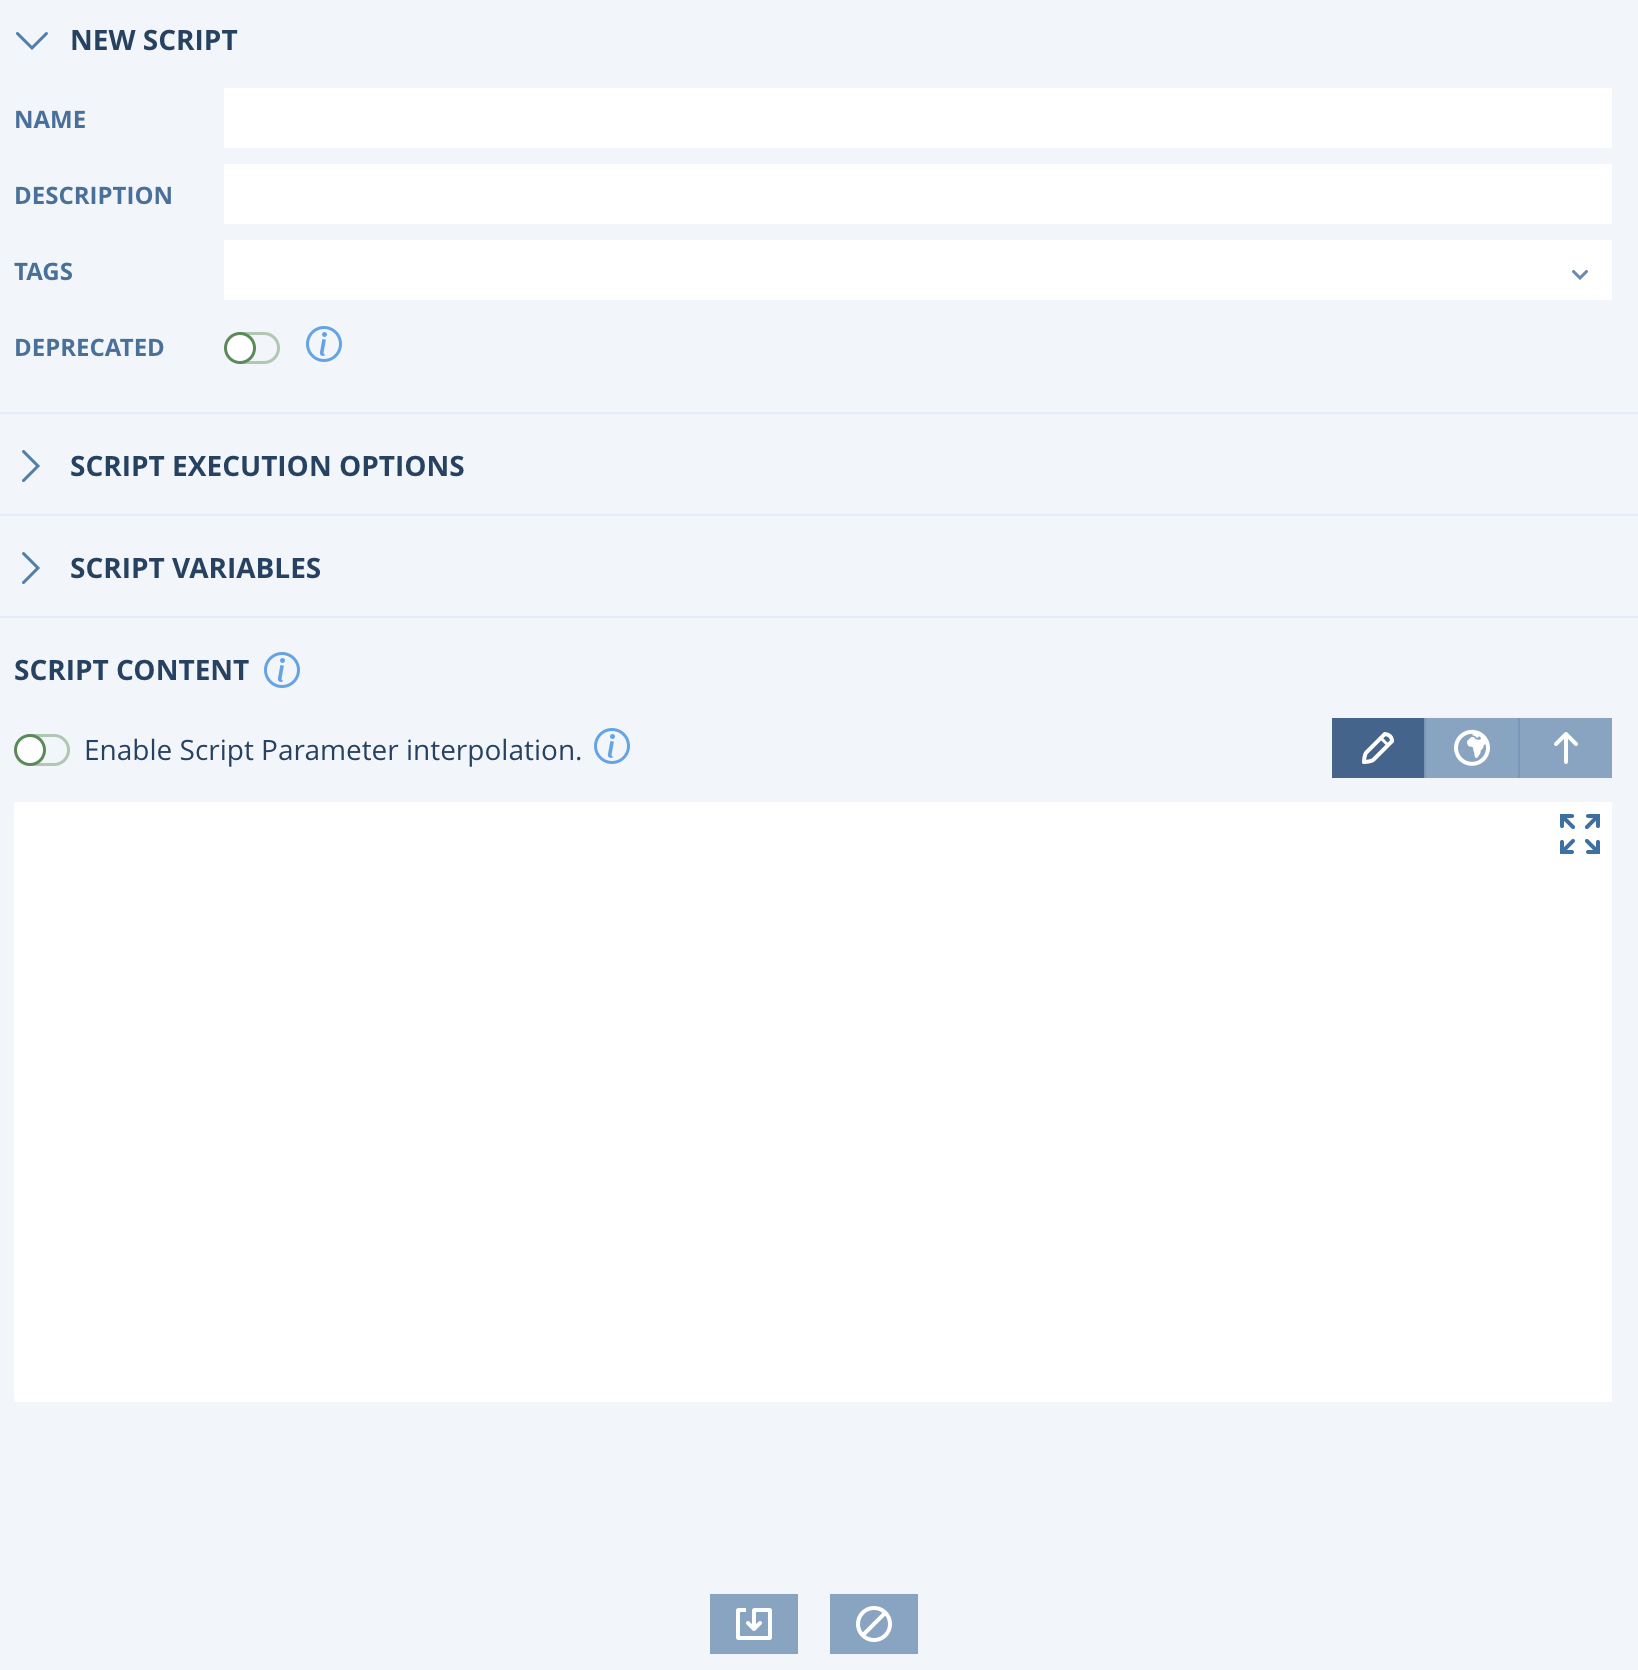 NEW SCRIPT
NAME
DESCRIPTION
TAGS
DEPRECATED
SCRIPT EXECUTION OPTIONS
SCRIPT VARIABLES
SCRIPT CONTENT
Enable Script Parameter interpolation.